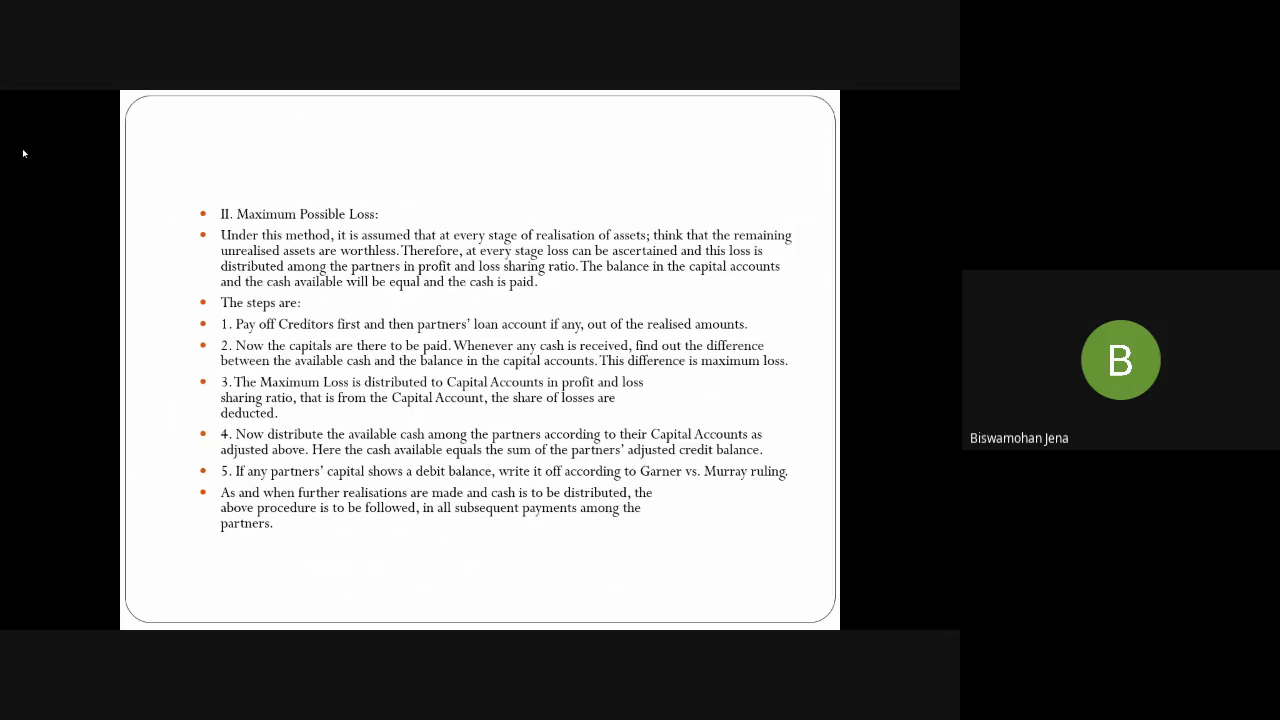 • II. Maximum Possible Loss:
• Under this method, it is assumed that at every stage of realisation of assets; think that the remaining
unrealised assets are worthless. Therefore, at every stage loss can be ascertained and this loss is
distributed among the partners in profit and loss sharing ratio. The balance in the capital accounts
and the cash available will be equal and the cash is paid.
• The steps are:
• 1. Pay off Creditors first and then partners’ loan account if any, out of the realised amounts.
• 2. Now the capitals are there to be paid. Whenever any cash is received, find out the difference
between the available cash and the balance in the capital accounts. This difference is maximum loss.
• 3. The Maximum Loss is distributed to Capital Accounts in profit and loss
sharing ratio, that is from the Capital Account, the share of losses are
deducted.
• 4. Now distribute the available cash among the partners according to their Capital Accounts as
adjusted above. Here the cash available equals the sum of the partners’ adjusted credit balance.
• 5. If any partners’ capital shows a debit balance, write it off according to Garner vs. Murray ruling.
• As and when further realisations are made and cash is to be distributed, the
above procedure is to be followed, in all subsequent payments among the
partners.
B
Biswamohan Jena